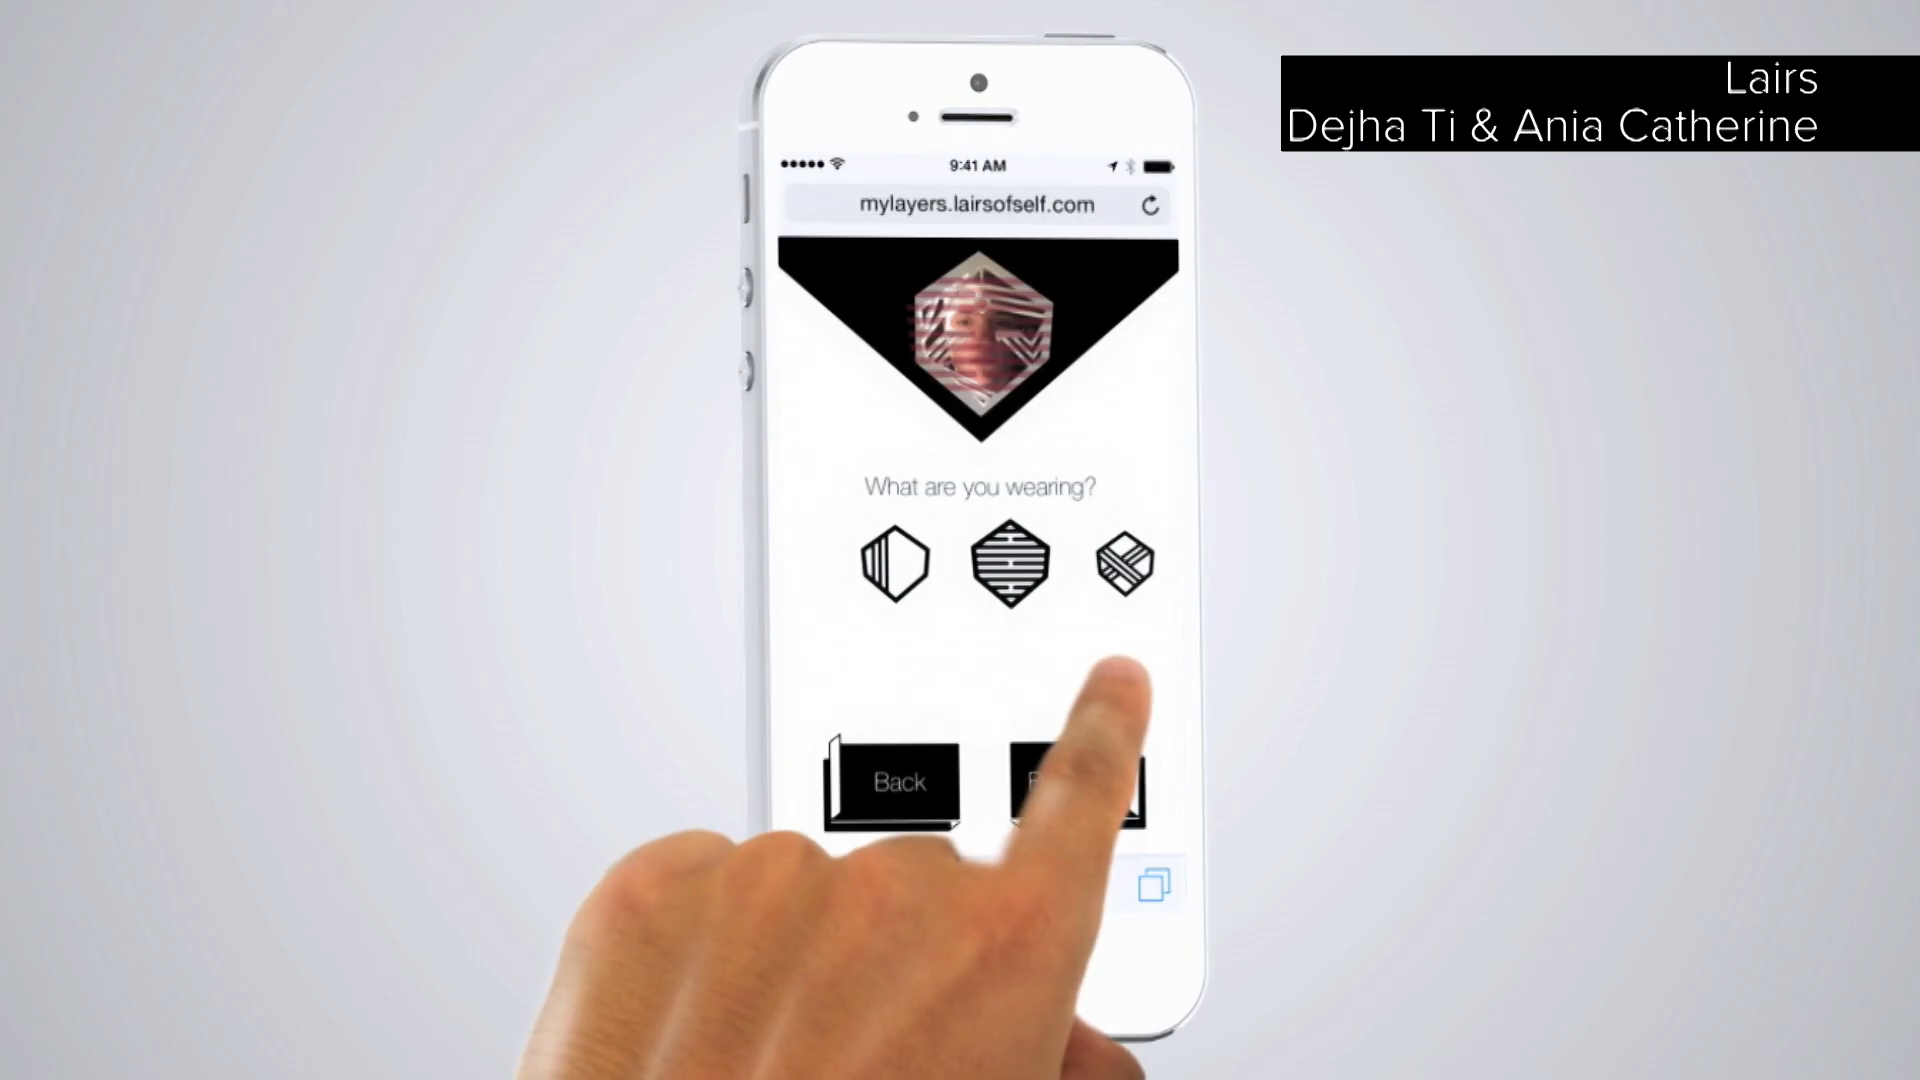 Lairs
Dejha Ti & Ania Catherine
9:41 AM
mylayers.lairsofself.com
What are you wearing?
Back